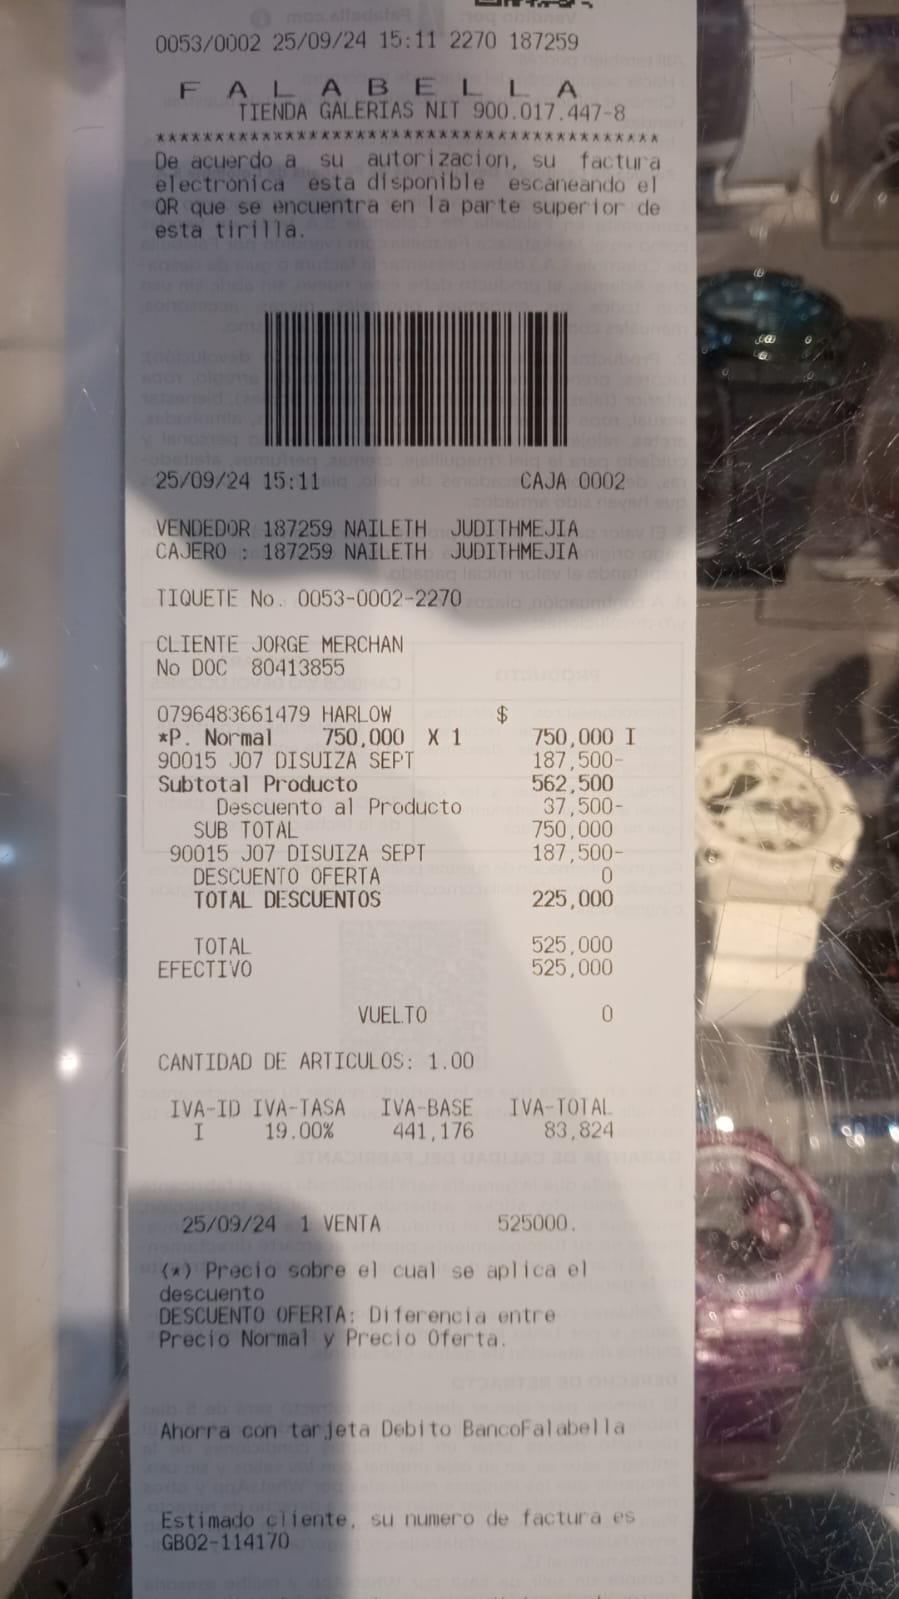 0053/0002 25/09/24 15:11 2270 187259
F A L A B E L L A
TIENDA GALERIAS NIT 900.017.447-8
*******************************************
De acuerdo a su autorizacion, su factura
electronica esta disponible escaneando el
QR que se encuentra en la parte superior de
esta tirilla.
25/09/24 15:11 CAJA 0002
VENDEDOR 187259 NAILETH JUDITHMEJIA
CAJERO : 187259 NAILETH JUDITHMEJIA
TIQUETE No. 0053-0002-2270
CLIENTE JORGE MERCHAN
No DOC 80413855
0796483661479 HARLOW $
*P. Normal 750,000 X 1 750,000 I
90015 J07 DISUIZA SEPT 187,500-
Subtotal Producto 562,500
Descuento al Producto 37,500-
SUB TOTAL 750,000
90015 J07 DISUIZA SEPT 187,500-
DESCUENTO OFERTA 0
TOTAL DESCUENTOS 225,000
TOTAL 525,000
EFECTIVO 525,000
VUELTO 0
CANTIDAD DE ARTICULOS: 1.00
IVA-ID IVA-TASA IVA-BASE IVA-TOTAL
I 19.00% 441,176 83,824
25/09/24 1 VENTA 525000.
(*) Precio sobre el cual se aplica el
descuento
DESCUENTO OFERTA: Diferencia entre
Precio Normal y Precio Oferta.
Ahorra con tarjeta Debito BancoFalabella
Estimado cliente, su numero de factura es
GB02-114170